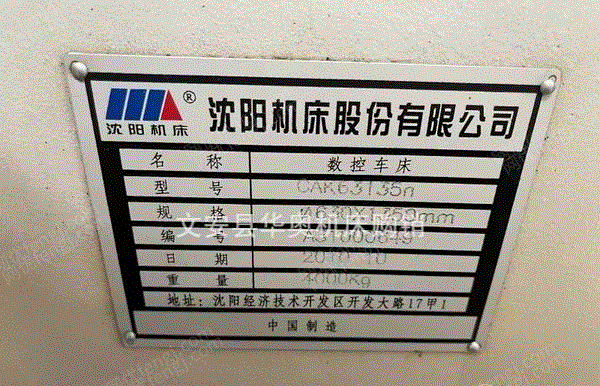 沈阳机床 ® 沈阳机床股份有限公司
名 称 数控车床
型 号 CAK63135n
规 格
文安县华奥机床购销
编 号
日 期 2010.10
重 量 4000Kg
地址:沈阳经济技术开发区开发大路17甲1
中国制造